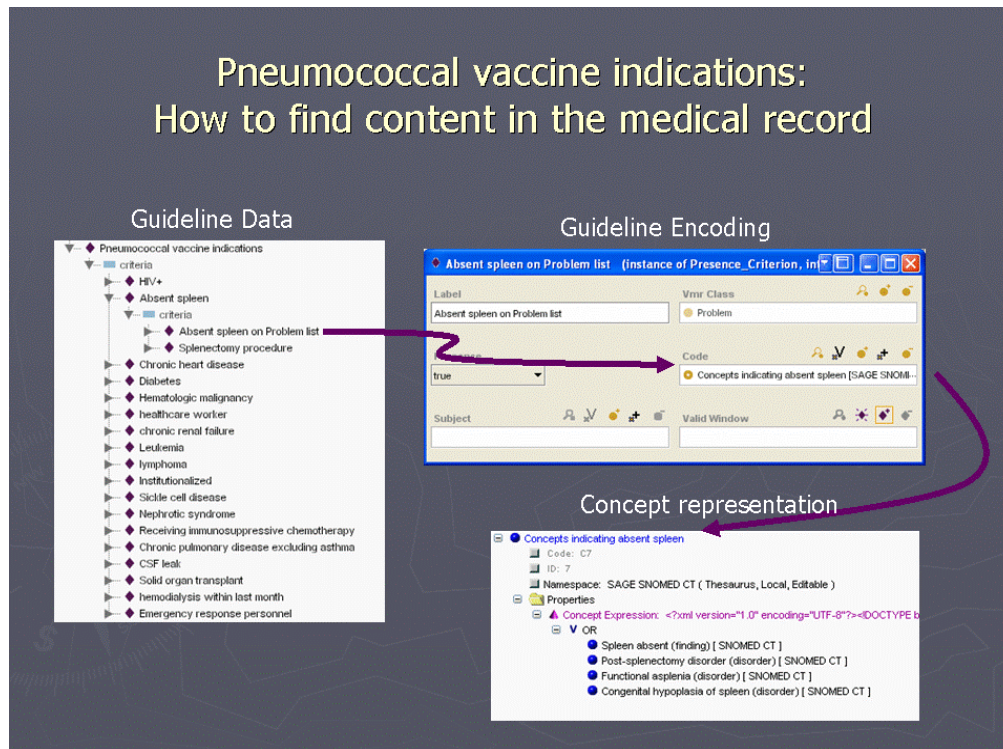 Pneumococcal vaccine indications:
How to find content in the medical record
Guideline Data
Pneumococcal vaccine indications
criteria
HIV+
Absent spleen
criteria
Absent spleen on Problem list
Splenectomy procedure
Chronic heart disease
Diabetes
Hematologic malignancy
healthcare worker
chronic renal failure
Leukemia
lymphoma
Institutionalized
Sickle cell disease
Nephrotic syndrome
Receiving immunosuppressive chemotherapy
Chronic pulmonary disease excluding asthma
CSF leak
Solid organ transplant
hemodialysis within last month
Emergency response personnel
Guideline Encoding
Absent spleen on Problem list (instance of Presence_Criterion, in
Label
Vmr Class
Absent spleen on Problem list
Problem
Code
true
Concepts indicating absent spleen [SAGE SNOMI...
Subject
Valid Window
Concept representation
Concepts indicating absent spleen
Code: C7
ID: 7
Namespace: SAGE SNOMED CT ( Thesaurus, Local, Editable )
Properties
Concept Expression: <?xml version="1.0" encoding="UTF-8"?><!DOCTYPE b
V OR
Spleen absent (finding) [ SNOMED CT ]
Post-splenectomy disorder (disorder) [ SNOMED CT ]
Functional asplenia (disorder) [ SNOMED CT ]
Congenital hypoplasia of spleen (disorder) [ SNOMED CT ]